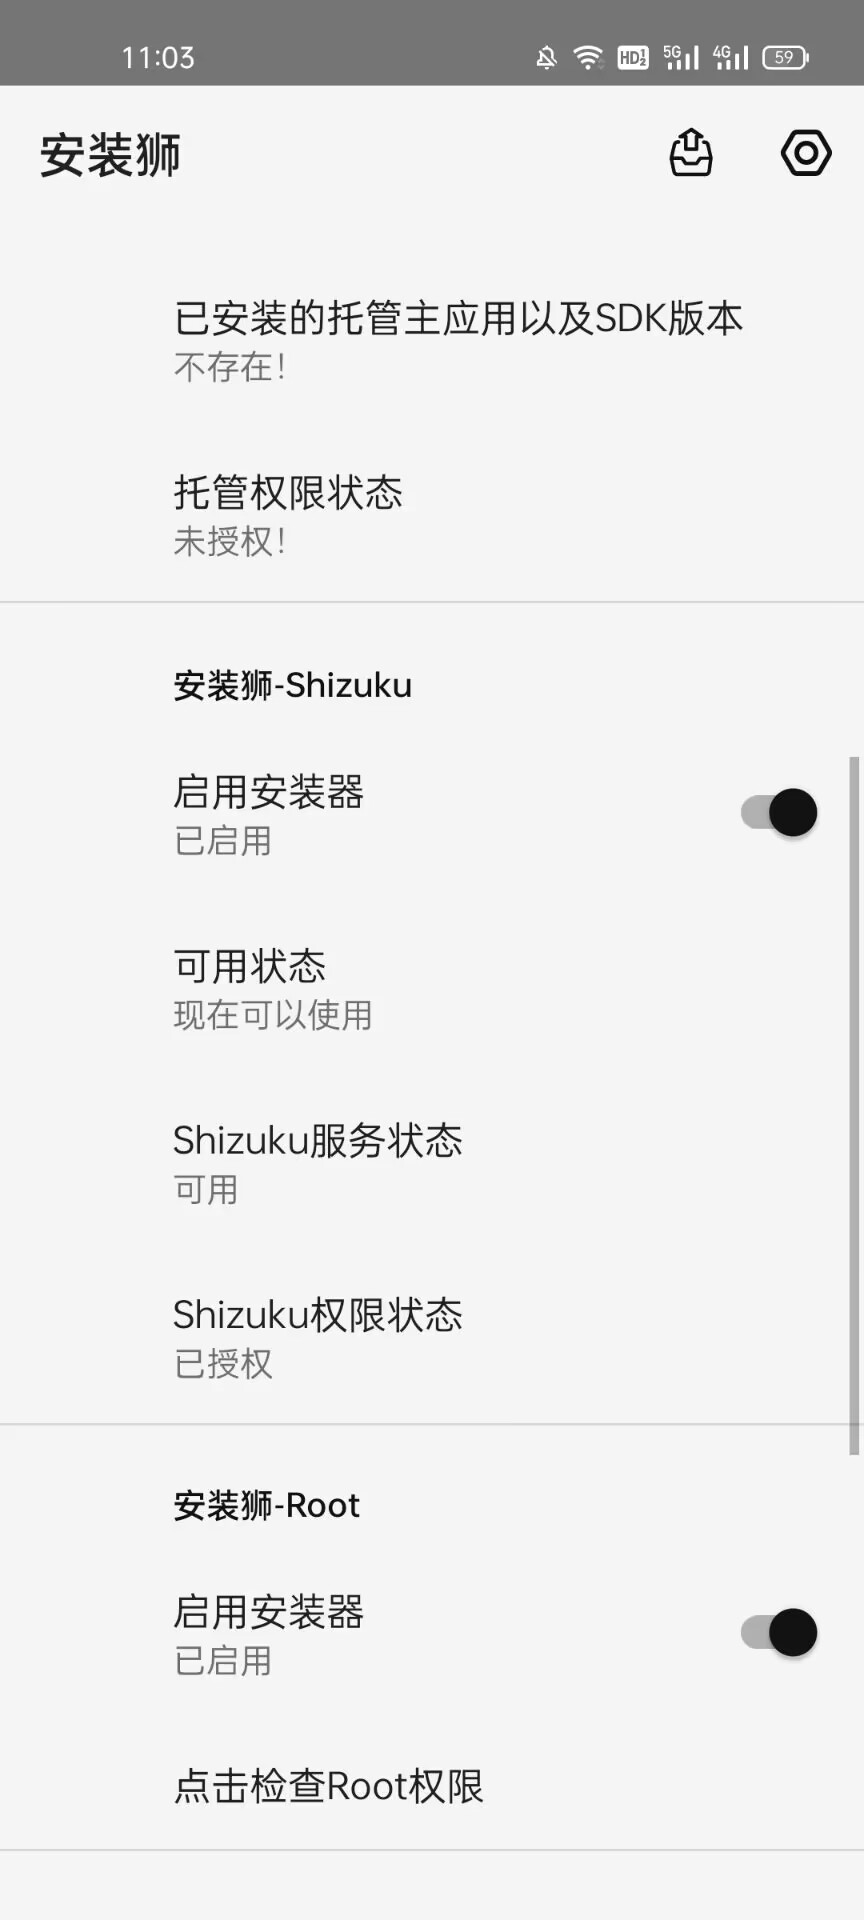 11:03
HD 5G 4G 59
安装狮
已安装的托管主应用以及SDK版本
不存在!
托管权限状态
未授权!
安装狮-Shizuku
启用安装器
已启用
可用状态
现在可以使用
Shizuku服务状态
可用
Shizuku权限状态
已授权
安装狮-Root
启用安装器
已启用
点击检查Root权限